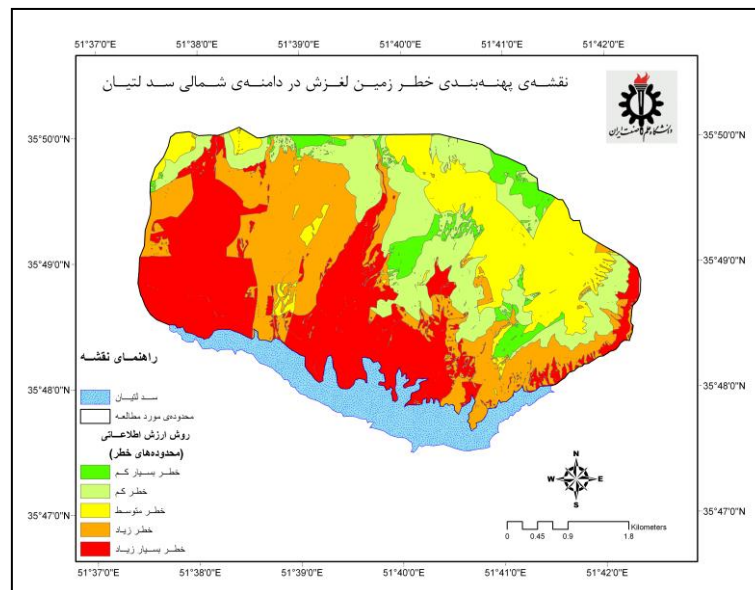 51°37'0"E 51°38'0"E 51°39'0"E 51°40'0"E 51°41'0"E 51°42'0"E
نقشه‌ی پهنه‌بندی خطر زمین لغزش در دامنه‌ی شمالی سد لتیان
دانشگاه علم و صنعت ایران
35°50'0"N 35°50'0"N
35°49'0"N 35°49'0"N
35°48'0"N 35°48'0"N
35°47'0"N 35°47'0"N
راهنمای نقشه
سد لتیان
محدوده‌ی مورد مطالعه
روش ارزش اطلاعاتی
(محدوده‌های خطر)
خطر بسیار کم
خطر کم
خطر متوسط
خطر زیاد
خطر بسیار زیاد
N
W E
S
Kilometers
0 0.45 0.9 1.8
51°37'0"E 51°38'0"E 51°39'0"E 51°40'0"E 51°41'0"E 51°42'0"E